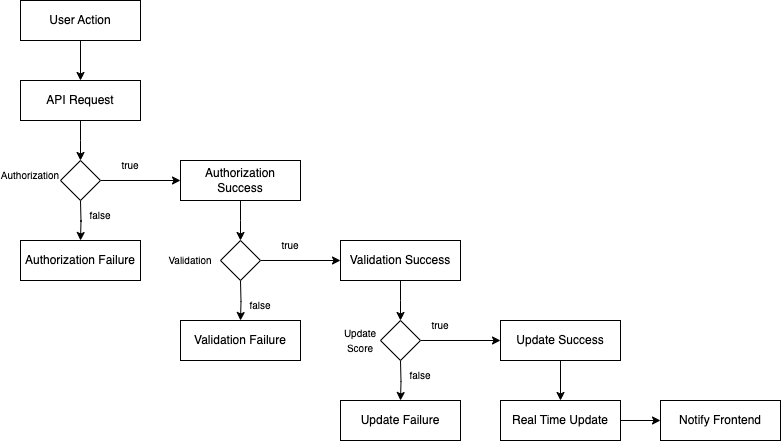 User Action
API Request
Authorization
true
Authorization
Success
false
Authorization Failure
Validation
true
Validation Success
false
Validation Failure
Update
Score
true
Update Success
false
Update Failure
Real Time Update
Notify Frontend